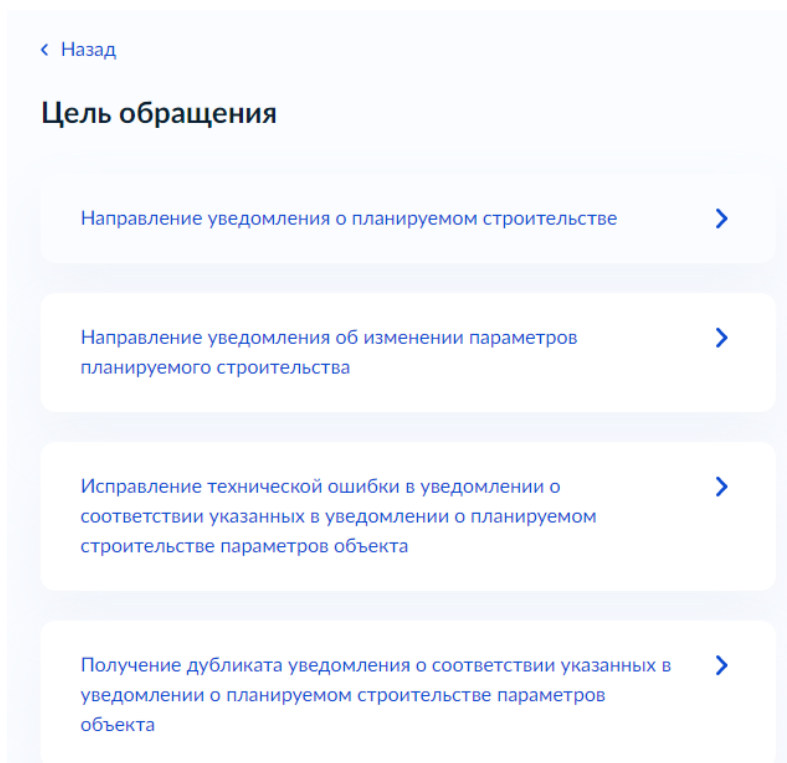 Назад
Цель обращения
Направление уведомления о планируемом строительстве
Направление уведомления об изменении параметров
планируемого строительства
Исправление технической ошибки в уведомлении о
соответствии указанных в уведомлении о планируемом
строительстве параметров объекта
Получение дубликата уведомления о соответствии указанных в
уведомлении о планируемом строительстве параметров
объекта